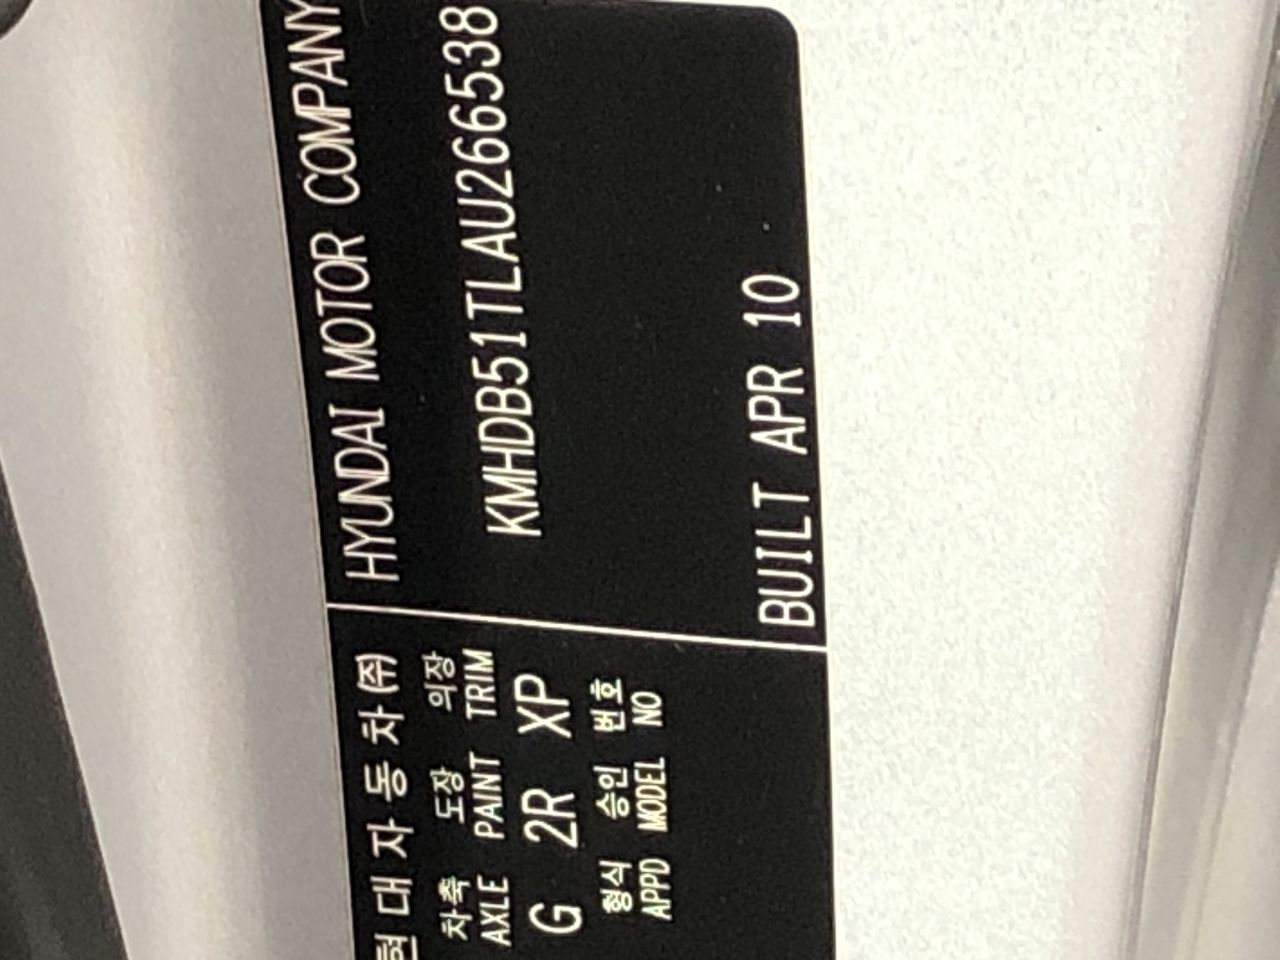 현 대 자 동 차 ㈜
차축 도장 의장
AXLE PAINT TRIM
G 2R XP
형식 승인 번호
APPD MODEL NO
HYUNDAI MOTOR COMPANY
KMHDB51TLAU266538
BUILT APR 10